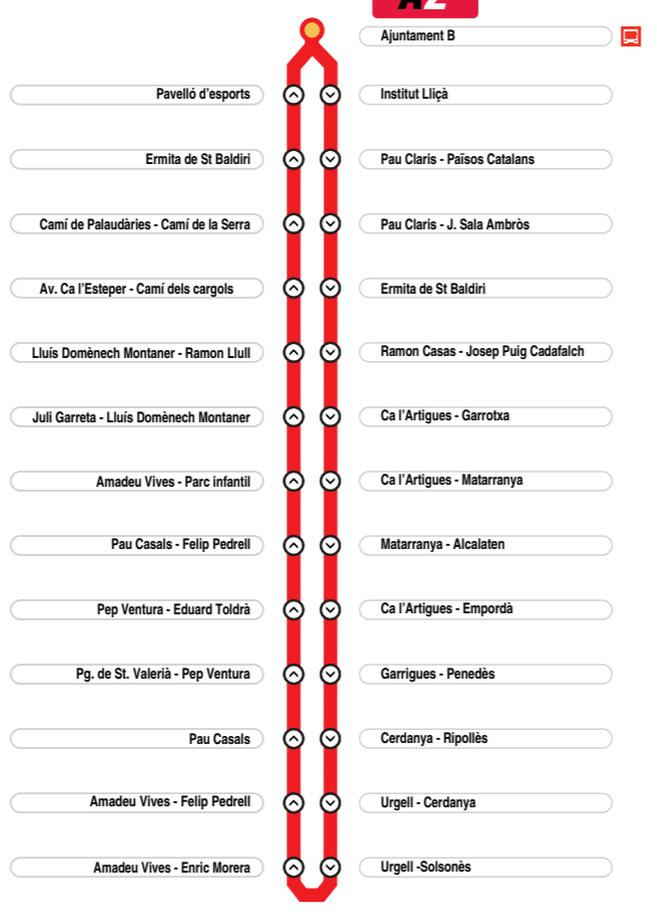 A2
Ajuntament B
Pavelló d'esports
Institut Lliçà
Ermita de St Baldiri
Pau Claris - Països Catalans
Camí de Palaudàries - Camí de la Serra
Pau Claris - J. Sala Ambròs
Av. Ca l'Esteper - Camí dels cargols
Ermita de St Baldiri
Lluís Domènech Montaner - Ramon Llull
Ramon Casas - Josep Puig Cadafalch
Juli Garreta - Lluís Domènech Montaner
Ca l'Artigues - Garrotxa
Amadeu Vives - Parc infantil
Ca l'Artigues - Matarranya
Pau Casals - Felip Pedrell
Matarranya - Alcalaten
Pep Ventura - Eduard Toldrà
Ca l'Artigues - Empordà
Pg. de St. Valerià - Pep Ventura
Garrigues - Penedès
Pau Casals
Cerdanya - Ripollès
Amadeu Vives - Felip Pedrell
Urgell - Cerdanya
Amadeu Vives - Enric Morera
Urgell -Solsonès